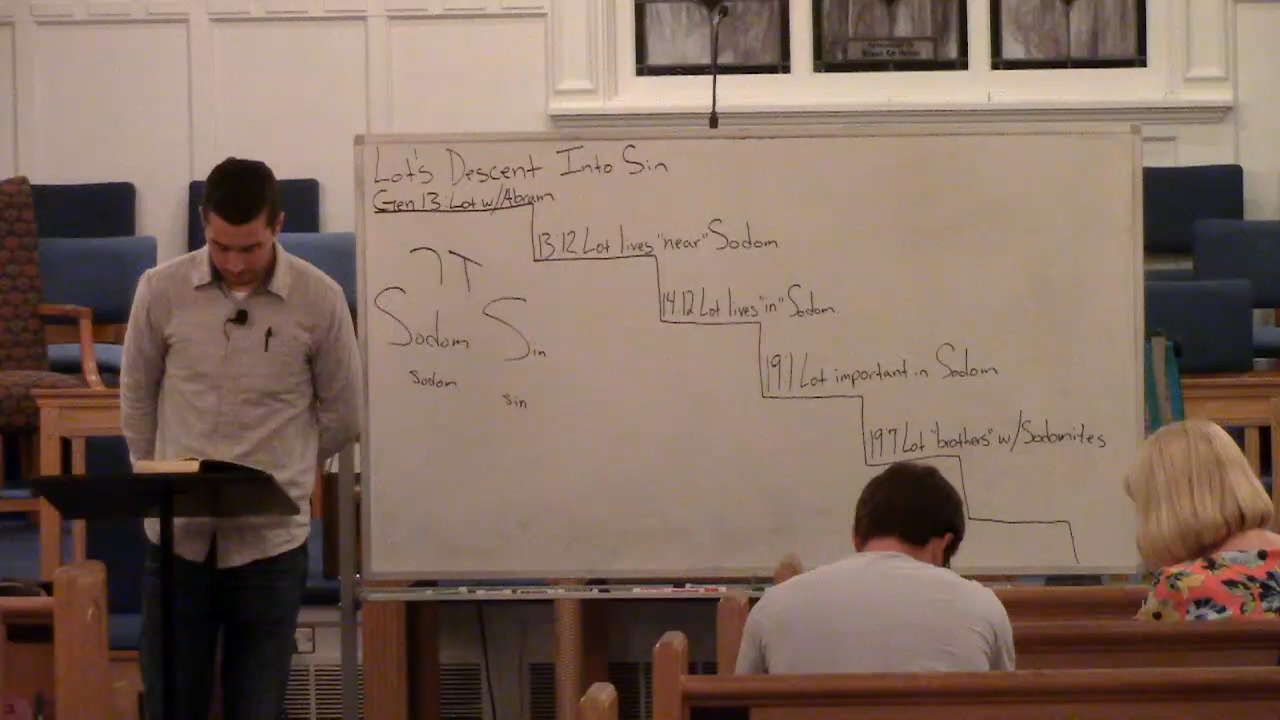 Lot's Descent Into Sin
Gen 13: Lot w/Abram
13:12 Lot lives "near" Sodom
14:12 Lot lives "in" Sodom
19:1 Lot important in Sodom
19:7 Lot "brothers" w/Sodomites
Sodom Sin
Sodom
sin